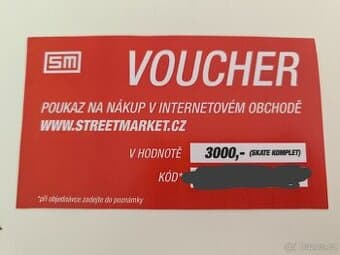 SM
VOUCHER
POUKAZ NA NÁKUP V INTERNETOVÉM OBCHODĚ
WWW.STREETMARKET.CZ
V HODNOTĚ 3000,- (SKATE KOMPLET)
KÓD*
*při objednávce zadejte do poznámky